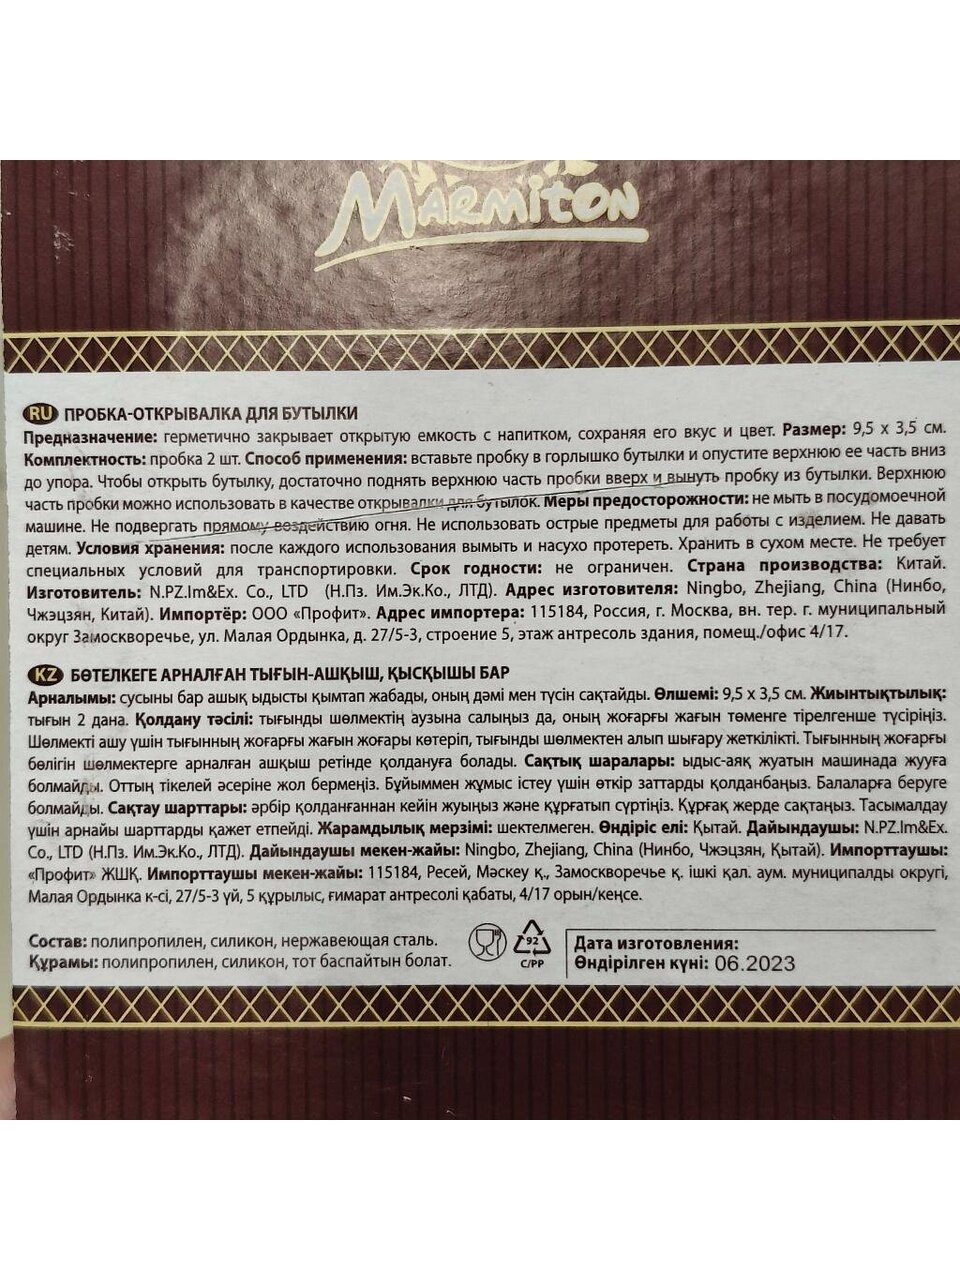 MARMITON
RU ПРОБКА-ОТКРЫВАЛКА ДЛЯ БУТЫЛКИ
Предназначение: герметично закрывает открытую емкость с напитком, сохраняя его вкус и цвет. Размер: 9,5 х 3,5 см.
Комплектность: пробка 2 шт. Способ применения: вставьте пробку в горлышко бутылки и опустите верхнюю ее часть вниз
до упора. Чтобы открыть бутылку, достаточно поднять верхнюю часть пробки вверх и вынуть пробку из бутылки. Верхнюю
часть пробки можно использовать в качестве открывалки для бутылок. Меры предосторожности: не мыть в посудомоечной
машине. Не подвергать прямому воздействию огня. Не использовать острые предметы для работы с изделием. Не давать
детям. Условия хранения: после каждого использования вымыть и насухо протереть. Хранить в сухом месте. Не требует
специальных условий для транспортировки. Срок годности: не ограничен. Страна производства: Китай.
Изготовитель: N.PZ.Im&Ex. Co., LTD (Н.Пз. Им.Эк.Ко., ЛТД). Адрес изготовителя: Ningbo, Zhejiang, China (Нинбо,
Чжэцзян, Китай). Импортёр: ООО «Профит». Адрес импортера: 115184, Россия, г. Москва, вн. тер. г. муниципальный
округ Замоскворечье, ул. Малая Ордынка, д. 27/5-3, строение 5, этаж антресоль здания, помещ./офис 4/17.
KZ БӨТЕЛКЕГЕ АРНАЛҒАН ТЫҒЫН-АШҚЫШ, ҚЫСҚЫШЫ БАР
Арналымы: сусыны бар ашық ыдысты қымтап жабады, оның дәмі мен түсін сақтайды. Өлшемі: 9,5 х 3,5 см. Жиынтықтылық:
тығын 2 дана. Қолдану тәсілі: тығынды шөлмектің аузына салыңыз да, оның жоғарғы жағын төменге тірелгенше түсіріңіз.
Шөлмекті ашу үшін тығынның жоғарғы жағын жоғары көтеріп, тығынды шөлмектен алып шығару жеткілікті. Тығынның жоғарғы
бөлігін шөлмектерге арналған ашқыш ретінде қолдануға болады. Сақтық шаралары: ыдыс-аяқ жуатын машинада жууға
болмайды. Оттың тікелей әсеріне жол бермеңіз. Бұйыммен жұмыс істеу үшін өткір заттарды қолданбаңыз. Балаларға беруге
болмайды. Сақтау шарттары: әрбір қолданғаннан кейін жуыңыз және құрғатып сүртіңіз. Құрғақ жерде сақтаңыз. Тасымалдау
үшін арнайы шарттарды қажет етпейді. Жарамдылық мерзімі: шектелмеген. Өндіріс елі: Қытай. Дайындаушы: N.PZ.Im&Ex.
Co., LTD (Н.Пз. Им.Эк.Ко., ЛТД). Дайындаушы мекен-жайы: Ningbo, Zhejiang, China (Нинбо, Чжэцзян, Қытай). Импорттаушы:
«Профит» ЖШҚ. Импорттаушы мекен-жайы: 115184, Ресей, Мәскеу қ., Замоскворечье қ. ішкі қал. аум. муниципалды округі,
Малая Ордынка к-сі, 27/5-3 үй, 5 құрылыс, ғимарат антресолі қабаты, 4/17 орын/кеңсе.
Состав: полипропилен, силикон, нержавеющая сталь.
Құрамы: полипропилен, силикон, тот баспайтын болат.
92
C/PP
Дата изготовления:
Өндірілген күні: 06.2023